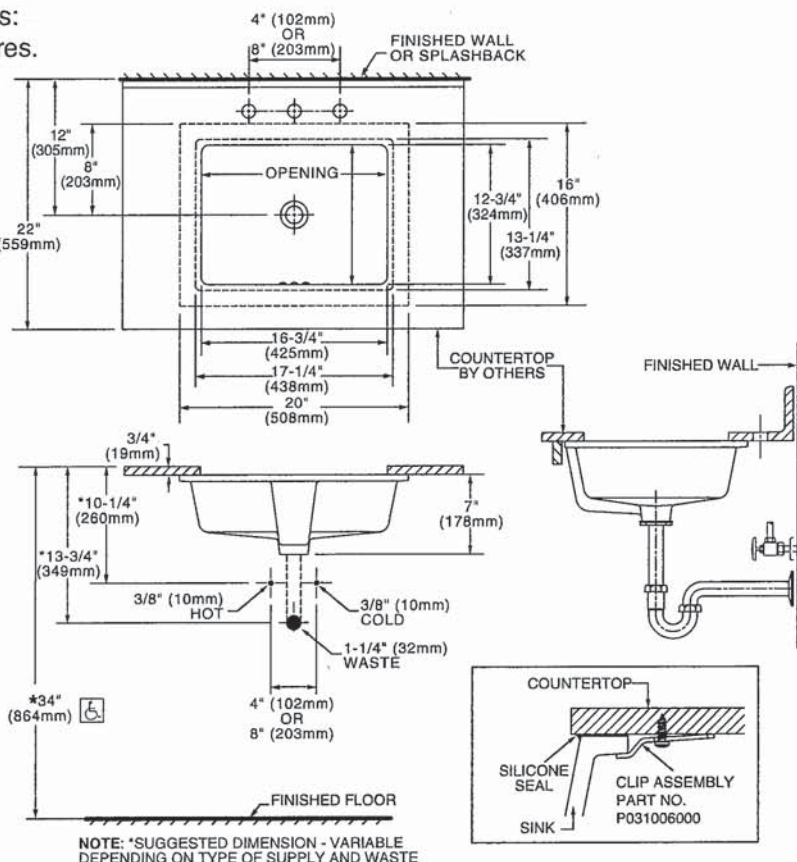 s:
res.
4" (102mm)
OR
8" (203mm)
FINISHED WALL
OR SPLASHBACK
12"
(305mm)
8"
(203mm)
OPENING
22"
(559mm)
12-3/4"
(324mm)
16"
(406mm)
13-1/4"
(337mm)
16-3/4"
(425mm)
17-1/4"
(438mm)
20"
(508mm)
COUNTERTOP
BY OTHERS
FINISHED WALL
3/4"
(19mm)
*10-1/4"
(260mm)
*13-3/4"
(349mm)
7"
(178mm)
3/8" (10mm)
HOT
3/8" (10mm)
COLD
1-1/4" (32mm)
WASTE
4" (102mm)
OR
8" (203mm)
*34"
(864mm)
COUNTERTOP
SILICONE
SEAL
CLIP ASSEMBLY
PART NO.
P031006000
SINK
FINISHED FLOOR
NOTE: *SUGGESTED DIMENSION - VARIABLE
DEPENDING ON TYPE OF SUPPLY AND WASTE